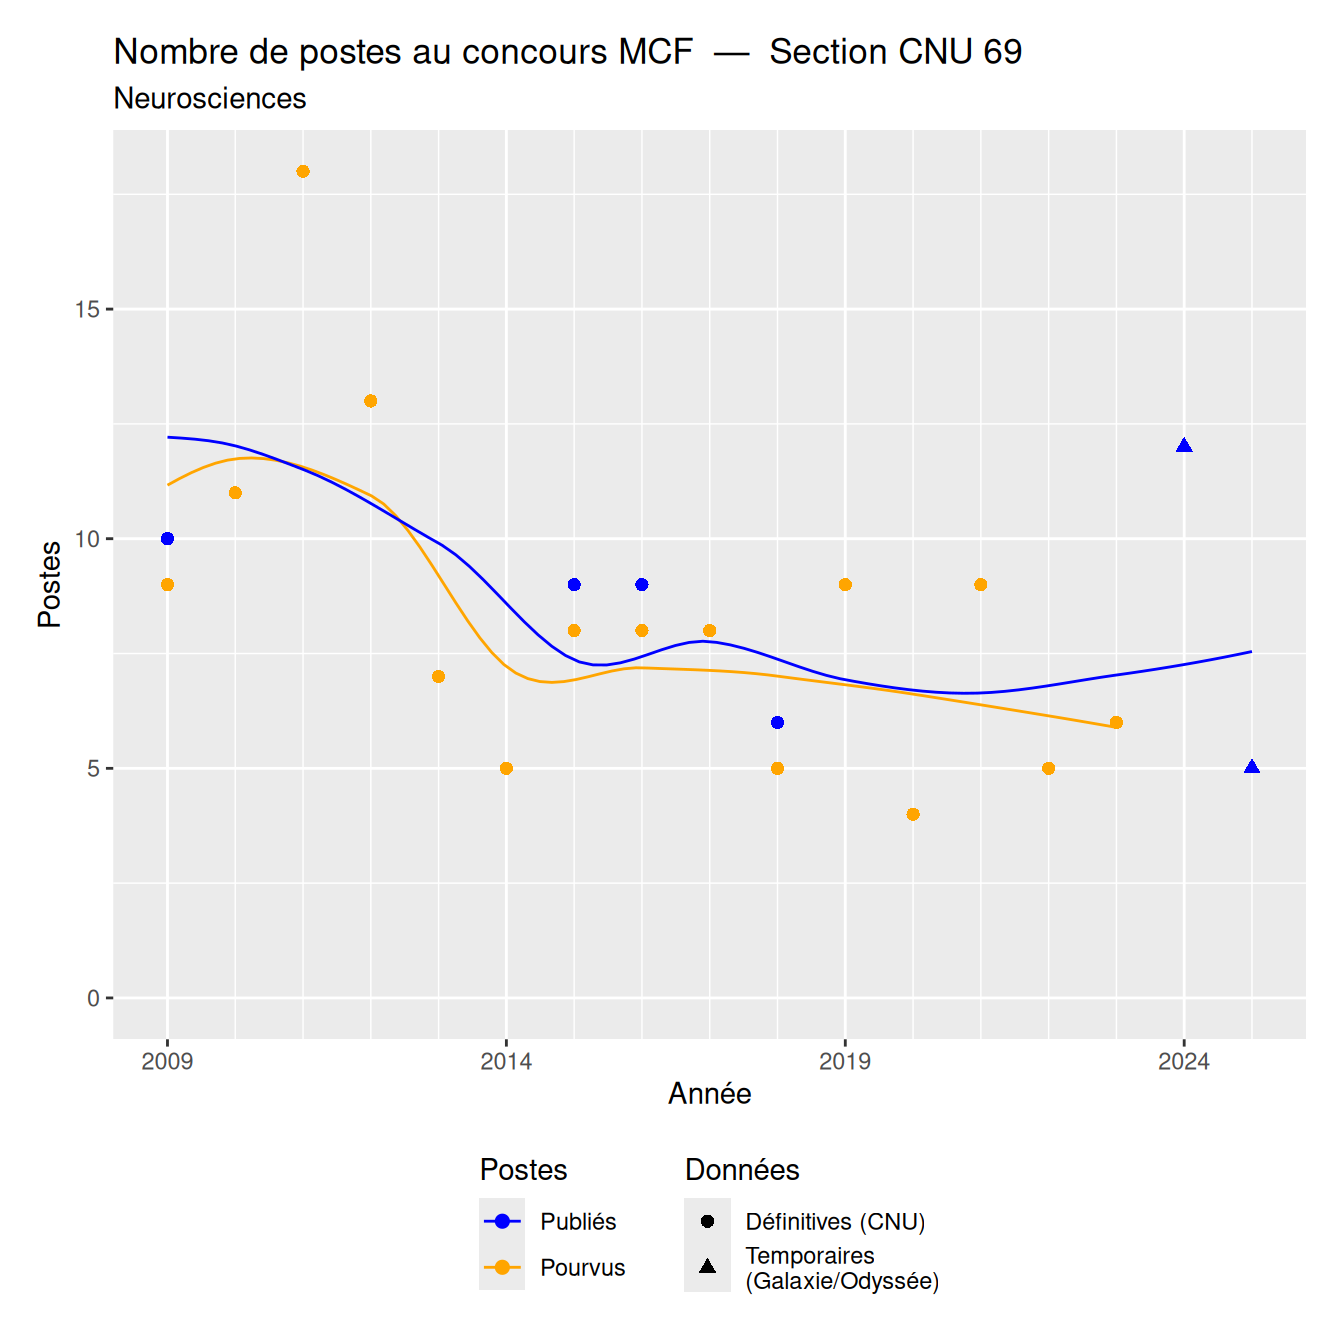 Nombre de postes au concours MCF — Section CNU 69
Neurosciences
15
10
5
0
Postes
2009 2014 2019 2024
Année
Postes
Publiés
Pourvus
Données
Définitives (CNU)
Temporaires
(Galaxie/Odyssée)